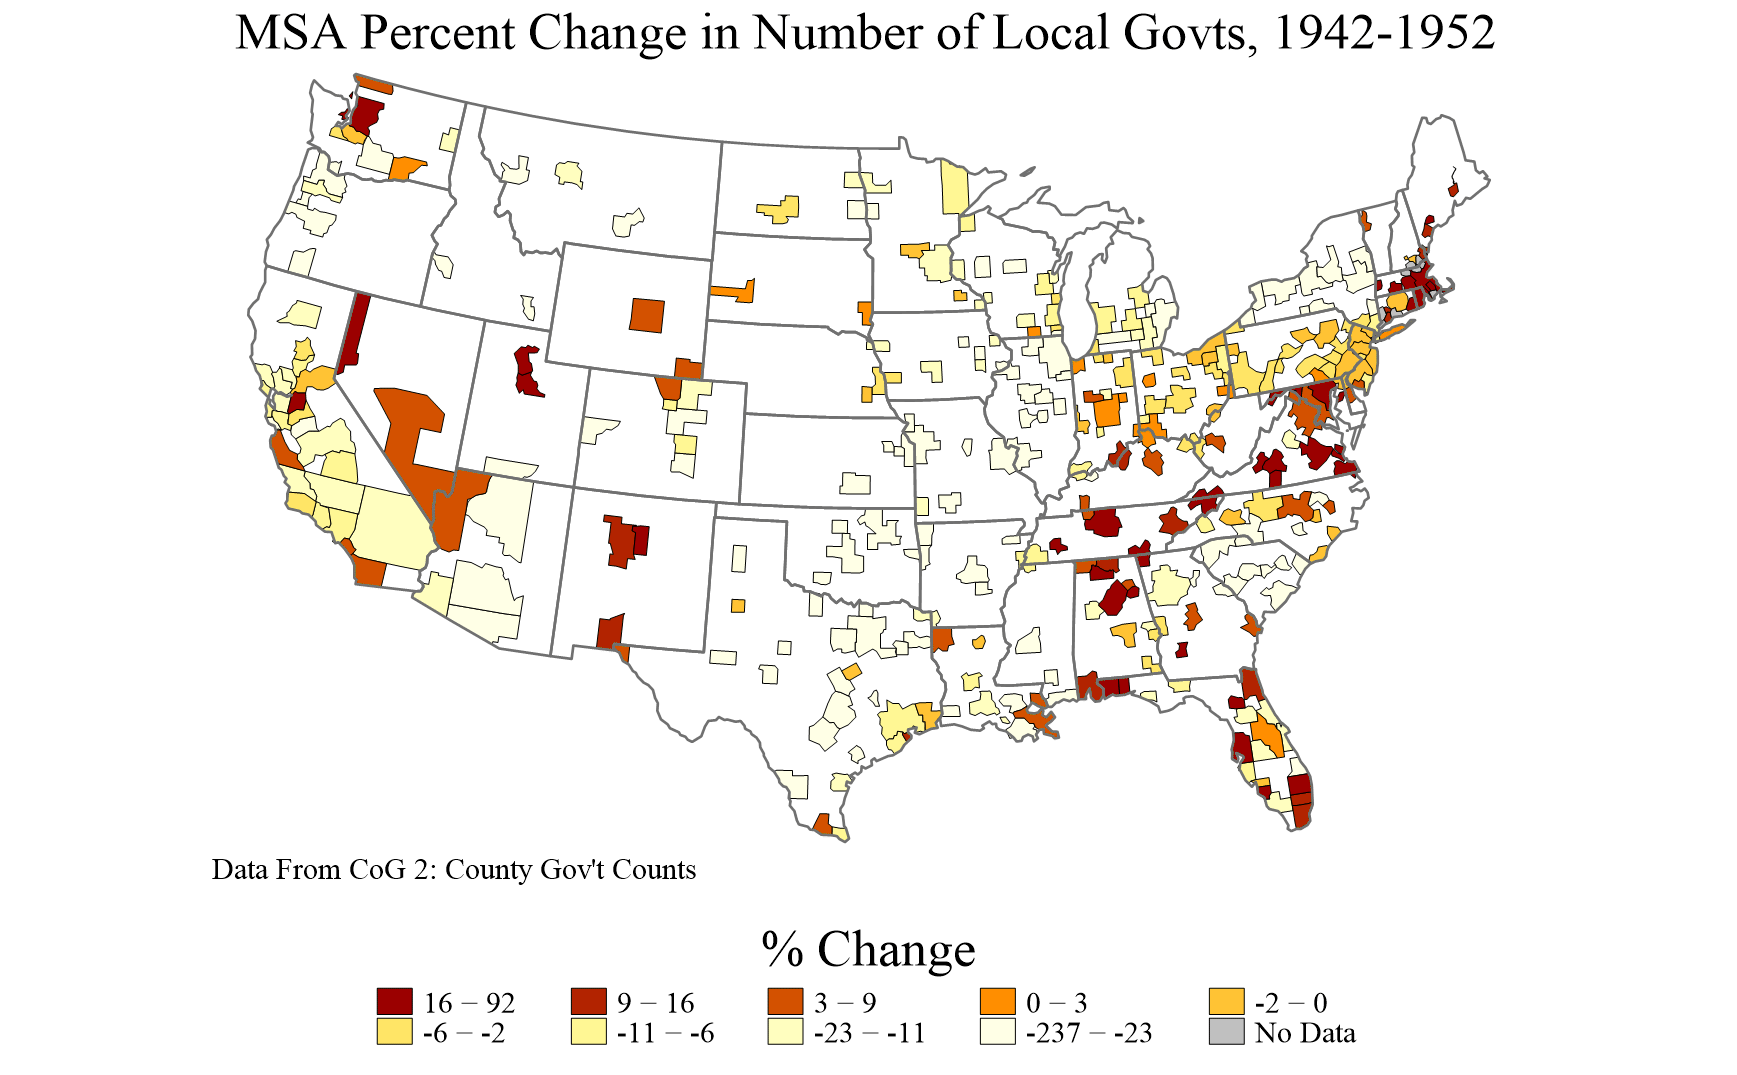 MSA Percent Change in Number of Local Govts, 1942-1952
Data From CoG 2: County Gov't Counts
% Change
16 – 92 9 – 16 3 – 9 0 – 3 -2 – 0
-6 – -2 -11 – -6 -23 – -11 -237 – -23 No Data